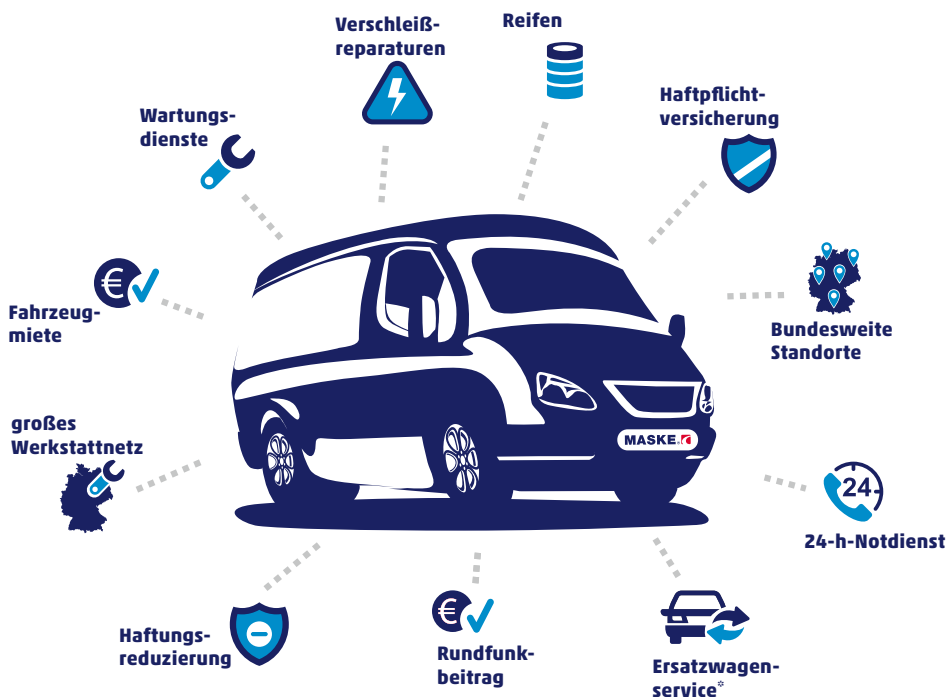 Verschleiß-
reparaturen
Reifen
Haftpflicht-
versicherung
Wartungs-
dienste
Fahrzeug-
miete
Bundesweite
Standorte
großes
Werkstattnetz
MASKE.
24
24-h-Notdienst
Haftungs-
reduzierung
Rundfunk-
beitrag
Ersatzwagen-
service*